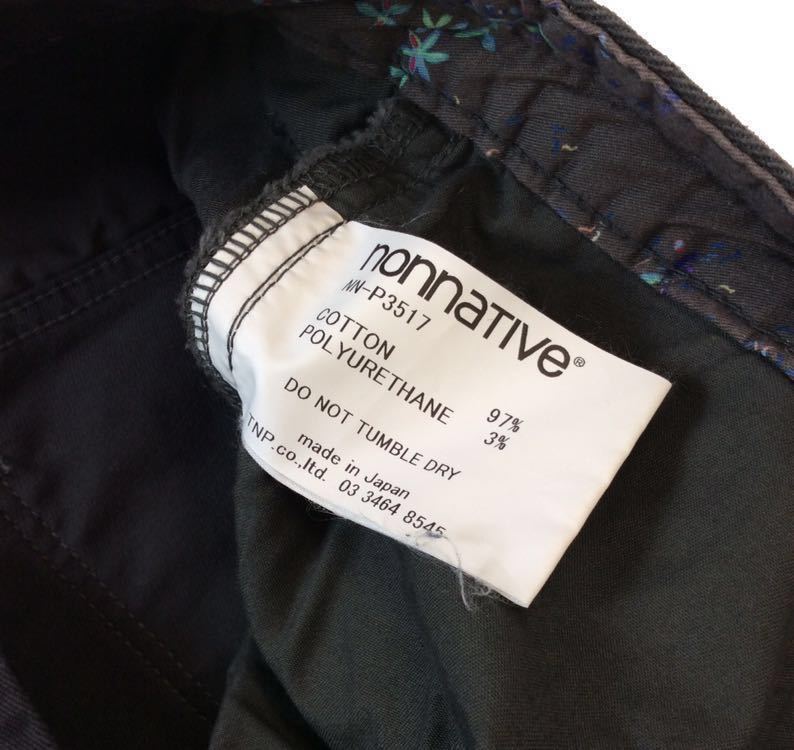 nonnaTIVE®
NN-P3517
COTTON 97%
POLYURETHANE 3%
DO NOT TUMBLE DRY
made in Japan
TNP.co.,ltd. 03 3464 8545